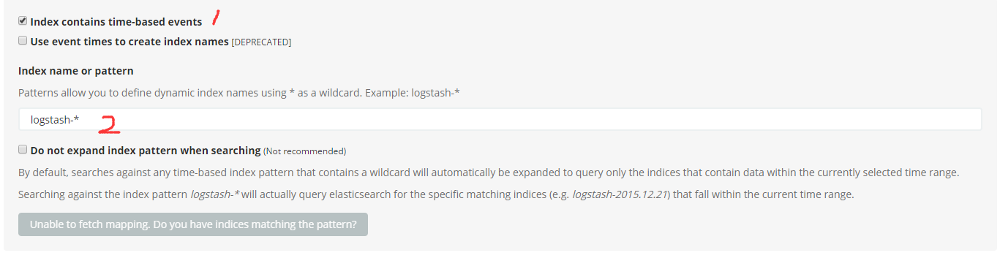 Index contains time-based events 1
Use event times to create index names [DEPRECATED]
Index name or pattern
Patterns allow you to define dynamic index names using * as a wildcard. Example: logstash-*
logstash-* 2
Do not expand index pattern when searching (Not recommended)
By default, searches against any time-based index pattern that contains a wildcard will automatically be expanded to query only the indices that contain data within the currently selected time range.
Searching against the index pattern logstash-* will actually query elasticsearch for the specific matching indices (e.g. logstash-2015.12.21) that fall within the current time range.
Unable to fetch mapping. Do you have indices matching the pattern?